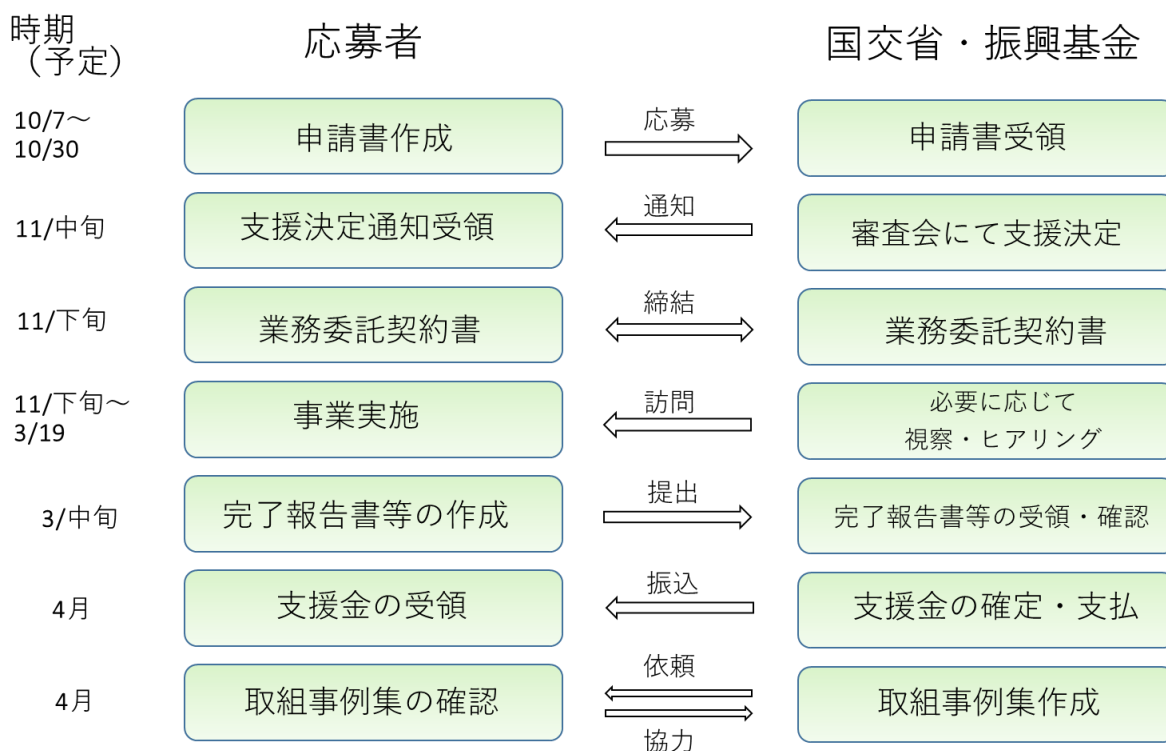 時期
（予定）
応募者
国交省・振興基金
10/7～
10/30
申請書作成
応募
申請書受領
11/中旬
支援決定通知受領
通知
審査会にて支援決定
11/下旬
業務委託契約書
締結
業務委託契約書
11/下旬～
3/19
事業実施
訪問
必要に応じて
視察・ヒアリング
3/中旬
完了報告書等の作成
提出
完了報告書等の受領・確認
4月
支援金の受領
振込
支援金の確定・支払
4月
取組事例集の確認
依頼
協力
取組事例集作成